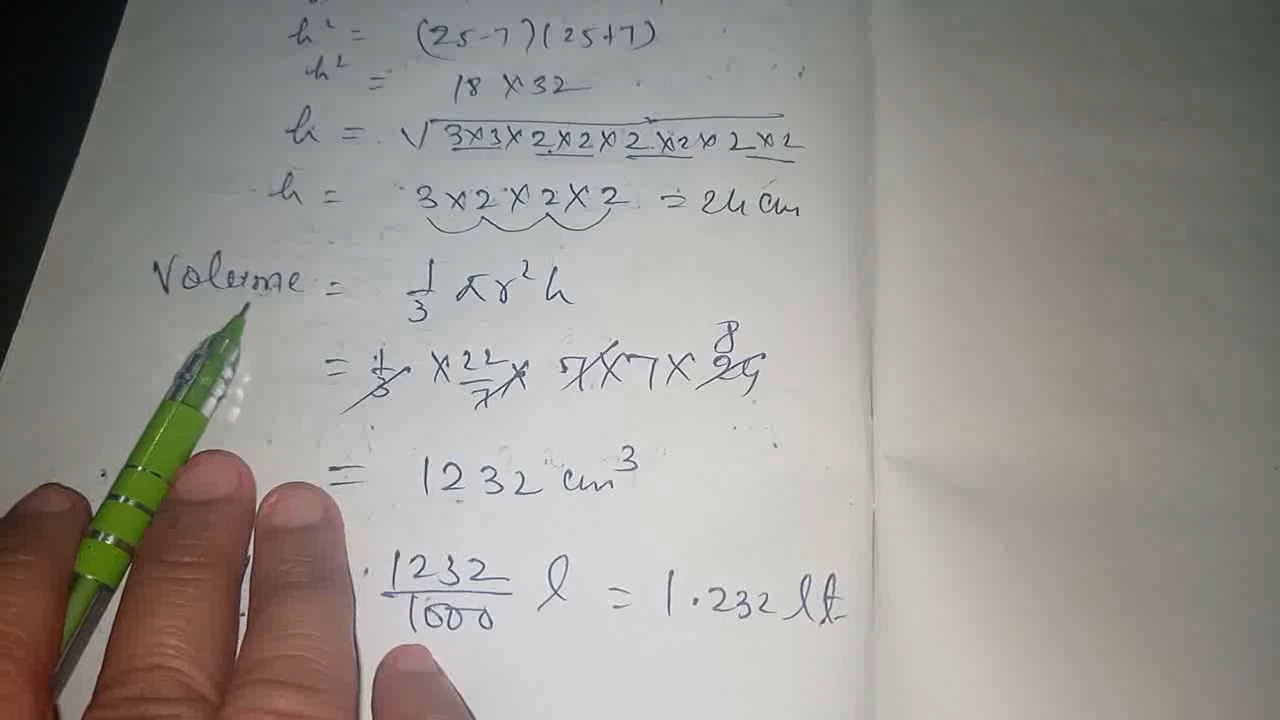 h² = (25-7)(25+7)
h² = 18 × 32
h = √3×3×2×2×2×2×2×2
h = 3×2×2×2 = 24 cm
Volume = 1/3 πr²h
= 1/3 × 22/7 × 7×7×24 8
= 1232 cm³
1232/1000 l = 1.232 lt